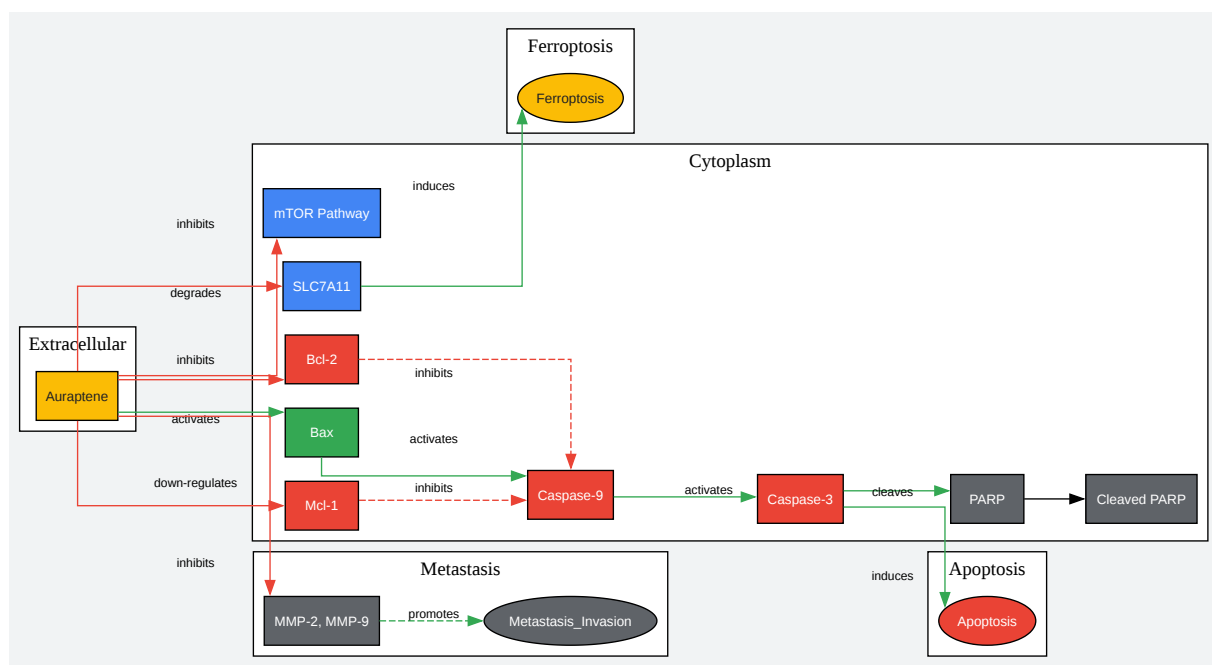 Ferroptosis
Ferroptosis
Cytoplasm
induces
mTOR Pathway
inhibits
SLC7A11
degrades
Extracellular
Auraptene
inhibits
Bcl-2
inhibits
activates
Bax
activates
down-regulates
Mcl-1
inhibits
Caspase-9
activates
Caspase-3
cleaves
PARP
Cleaved PARP
inhibits
Metastasis
MMP-2, MMP-9
promotes
Metastasis_Invasion
induces
Apoptosis
Apoptosis